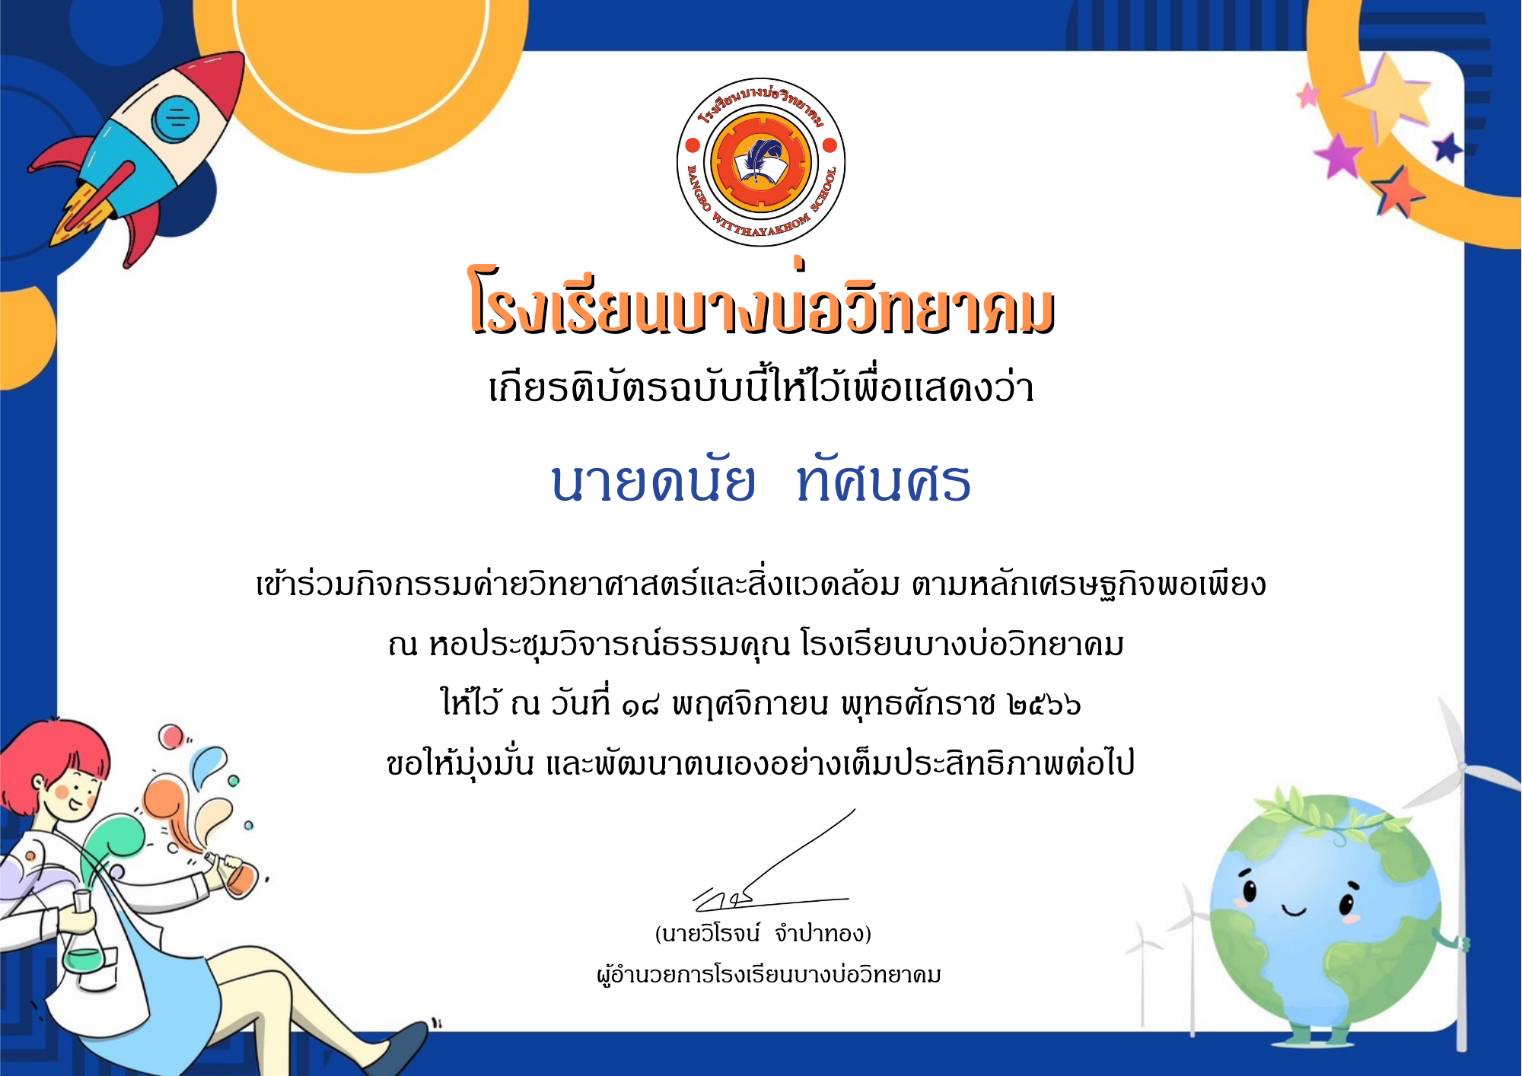 โรงเรียนบางบ่อวิทยาคม
BANGBO WITTHAYAKHOM SCHOOL
โรงเรียนบางบ่อวิทยาคม
เกียรติบัตรฉบับนี้ให้ไว้เพื่อแสดงว่า
นายดนัย ทัศนศร
เข้าร่วมกิจกรรมค่ายวิทยาศาสตร์และสิ่งแวดล้อม ตามหลักเศรษฐกิจพอเพียง
ณ หอประชุมวิจารณ์ธรรมคุณ โรงเรียนบางบ่อวิทยาคม
ให้ไว้ ณ วันที่ ๑๘ พฤศจิกายน พุทธศักราช ๒๕๖๖
ขอให้มุ่งมั่น และพัฒนาตนเองอย่างเต็มประสิทธิภาพต่อไป
(นายวิโรจน์ จำปาทอง)
ผู้อำนวยการโรงเรียนบางบ่อวิทยาคม